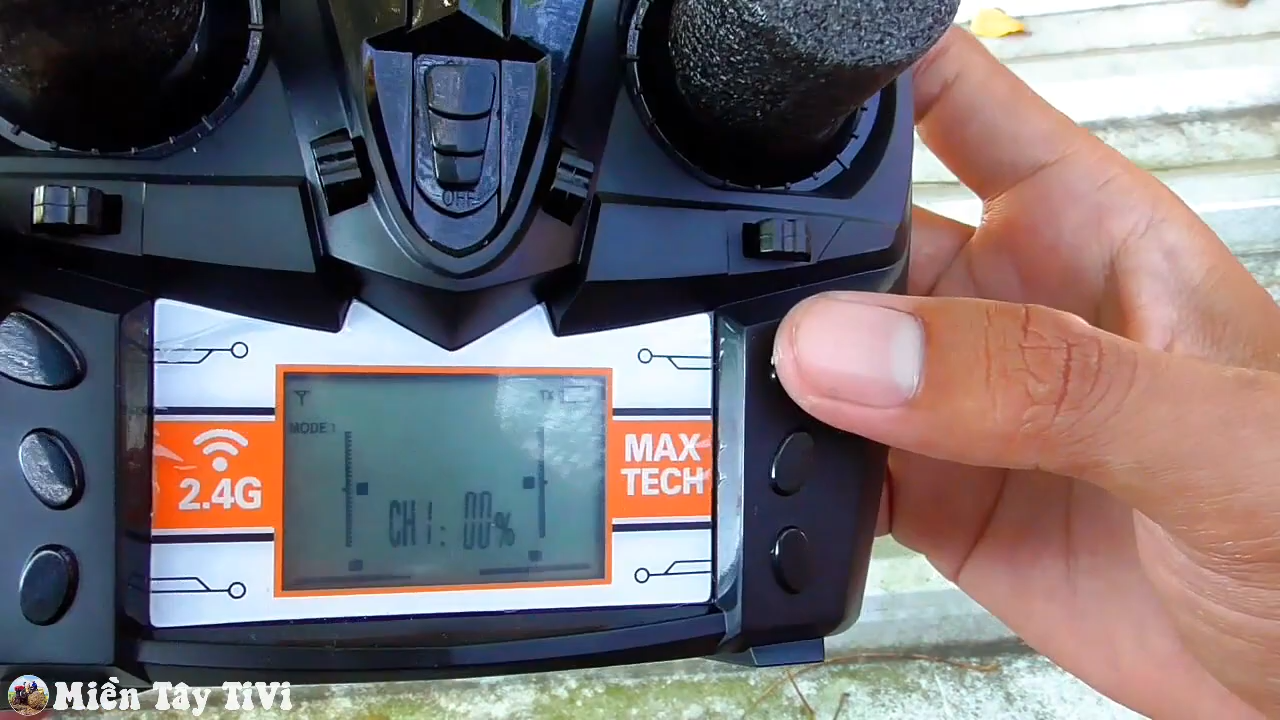 OFF
TX
MODE 1
2.4G
MAX
TECH
CH1: 00%
Miền Tây TiVi